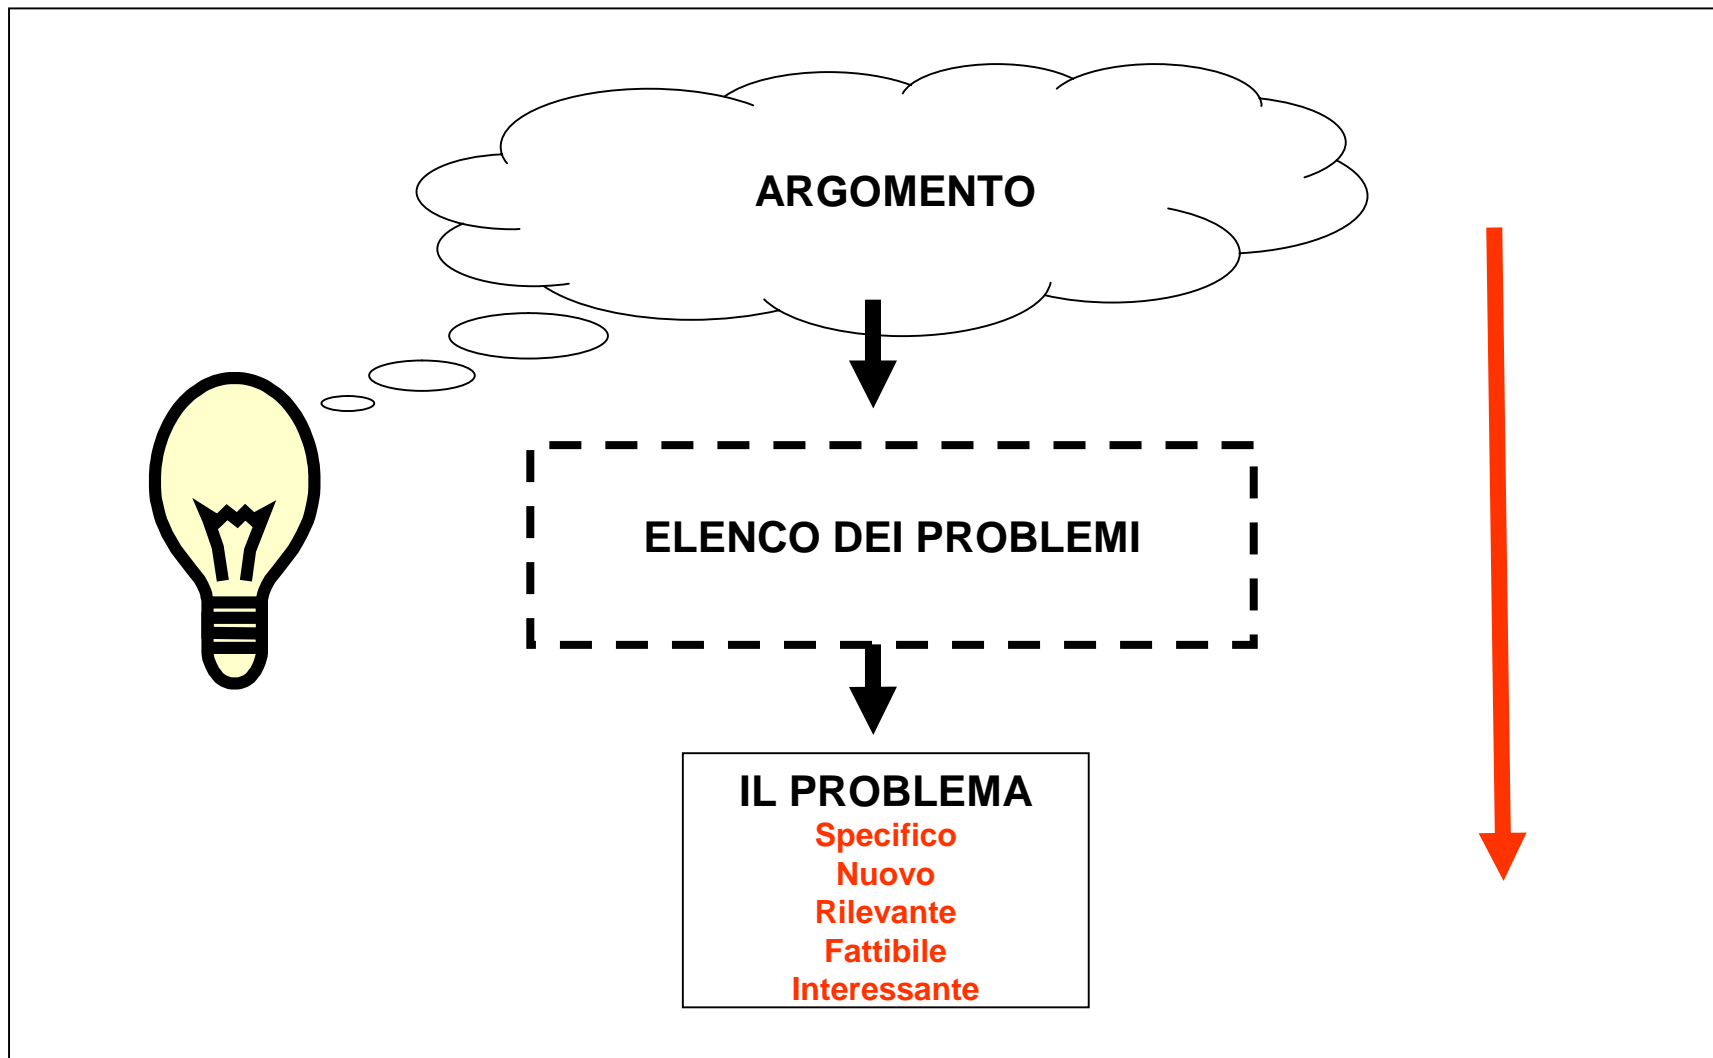 ARGOMENTO
ELENCO DEI PROBLEMI
IL PROBLEMA
Specifico
Nuovo
Rilevante
Fattibile
Interessante